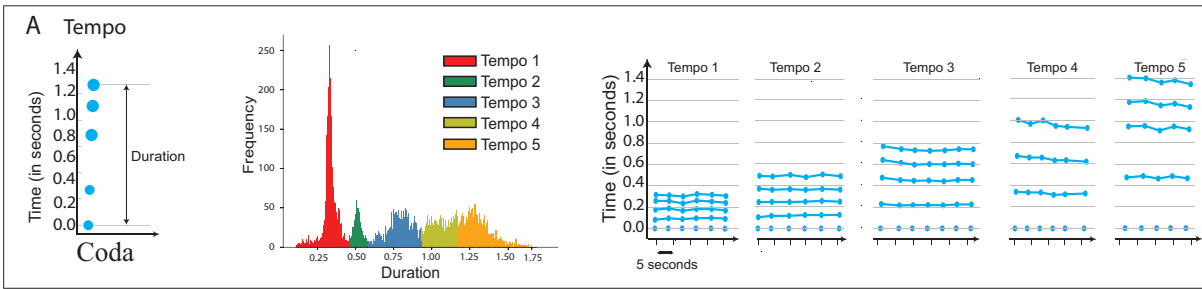 A Tempo
Time (in seconds)
1.4
1.2
1.0
0.8
0.6
0.4
0.2
0.0
Duration
Coda
Frequency
250
200
150
100
50
0
0.25 0.50 0.75 1.00 1.25 1.50 1.75
Duration
Tempo 1
Tempo 2
Tempo 3
Tempo 4
Tempo 5
Time (in seconds)
1.4
1.2
1.0
0.8
0.6
0.4
0.2
0.0
Tempo 1 Tempo 2 Tempo 3 Tempo 4 Tempo 5
5 seconds